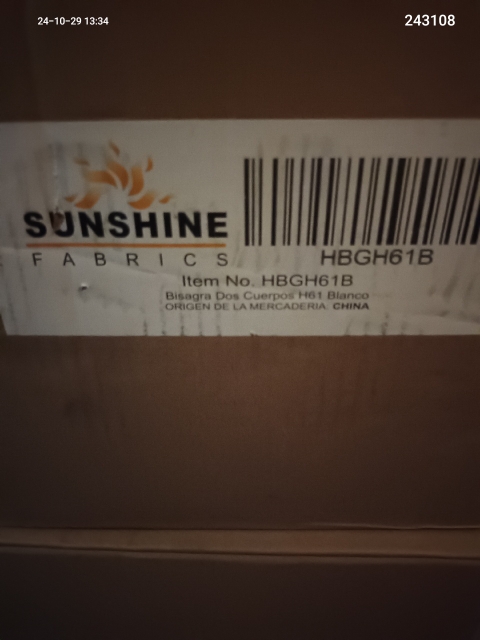 24-10-29 13:34
243108
SUNSHINE
FABRICS
HBGH61B
Item No. HBGH61B
Bisagra Dos Cuerpos H61 Blanco
ORIGEN DE LA MERCADERIA: CHINA